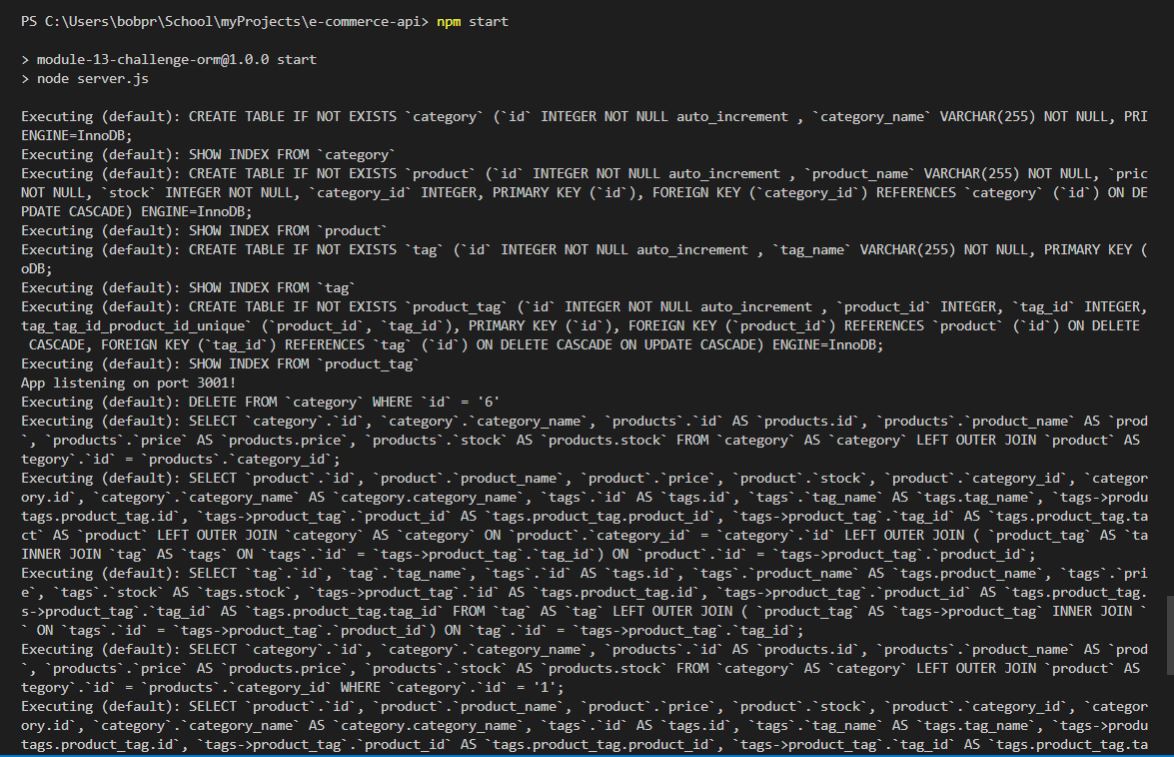 PS C:\Users\bobpr\School\myProjects\e-commerce-api> npm start
> module-13-challenge-orm@1.0.0 start
> node server.js
Executing (default): CREATE TABLE IF NOT EXISTS `category` (`id` INTEGER NOT NULL auto_increment , `category_name` VARCHAR(255) NOT NULL, PRI
ENGINE=InnoDB;
Executing (default): SHOW INDEX FROM `category`
Executing (default): CREATE TABLE IF NOT EXISTS `product` (`id` INTEGER NOT NULL auto_increment , `product_name` VARCHAR(255) NOT NULL, `pric
NOT NULL, `stock` INTEGER NOT NULL, `category_id` INTEGER, PRIMARY KEY (`id`), FOREIGN KEY (`category_id`) REFERENCES `category` (`id`) ON DE
PDATE CASCADE) ENGINE=InnoDB;
Executing (default): SHOW INDEX FROM `product`
Executing (default): CREATE TABLE IF NOT EXISTS `tag` (`id` INTEGER NOT NULL auto_increment , `tag_name` VARCHAR(255) NOT NULL, PRIMARY KEY (
oDB;
Executing (default): SHOW INDEX FROM `tag`
Executing (default): CREATE TABLE IF NOT EXISTS `product_tag` (`id` INTEGER NOT NULL auto_increment , `product_id` INTEGER, `tag_id` INTEGER,
tag_tag_id_product_id_unique` (`product_id`, `tag_id`), PRIMARY KEY (`id`), FOREIGN KEY (`product_id`) REFERENCES `product` (`id`) ON DELETE
CASCADE, FOREIGN KEY (`tag_id`) REFERENCES `tag` (`id`) ON DELETE CASCADE ON UPDATE CASCADE) ENGINE=InnoDB;
Executing (default): SHOW INDEX FROM `product_tag`
App listening on port 3001!
Executing (default): DELETE FROM `category` WHERE `id` = '6'
Executing (default): SELECT `category`.`id`, `category`.`category_name`, `products`.`id` AS `products.id`, `products`.`product_name` AS `prod
`, `products`.`price` AS `products.price`, `products`.`stock` AS `products.stock` FROM `category` AS `category` LEFT OUTER JOIN `product` AS
tegory`.`id` = `products`.`category_id`;
Executing (default): SELECT `product`.`id`, `product`.`product_name`, `product`.`price`, `product`.`stock`, `product`.`category_id`, `categor
ory.id`, `category`.`category_name` AS `category.category_name`, `tags`.`id` AS `tags.id`, `tags`.`tag_name` AS `tags.tag_name`, `tags->produ
tags.product_tag.id`, `tags->product_tag`.`product_id` AS `tags.product_tag.product_id`, `tags->product_tag`.`tag_id` AS `tags.product_tag.ta
ct` AS `product` LEFT OUTER JOIN `category` AS `category` ON `product`.`category_id` = `category`.`id` LEFT OUTER JOIN ( `product_tag` AS `ta
INNER JOIN `tag` AS `tags` ON `tags`.`id` = `tags->product_tag`.`tag_id`) ON `product`.`id` = `tags->product_tag`.`product_id`;
Executing (default): SELECT `tag`.`id`, `tag`.`tag_name`, `tags`.`id` AS `tags.id`, `tags`.`product_name` AS `tags.product_name`, `tags`.`pri
e`, `tags`.`stock` AS `tags.stock`, `tags->product_tag`.`id` AS `tags.product_tag.id`, `tags->product_tag`.`product_id` AS `tags.product_tag.
s->product_tag`.`tag_id` AS `tags.product_tag.tag_id` FROM `tag` AS `tag` LEFT OUTER JOIN ( `product_tag` AS `tags->product_tag` INNER JOIN `
` ON `tags`.`id` = `tags->product_tag`.`product_id`) ON `tag`.`id` = `tags->product_tag`.`tag_id`;
Executing (default): SELECT `category`.`id`, `category`.`category_name`, `products`.`id` AS `products.id`, `products`.`product_name` AS `prod
`, `products`.`price` AS `products.price`, `products`.`stock` AS `products.stock` FROM `category` AS `category` LEFT OUTER JOIN `product` AS
tegory`.`id` = `products`.`category_id` WHERE `category`.`id` = '1';
Executing (default): SELECT `product`.`id`, `product`.`product_name`, `product`.`price`, `product`.`stock`, `product`.`category_id`, `categor
ory.id`, `category`.`category_name` AS `category.category_name`, `tags`.`id` AS `tags.id`, `tags`.`tag_name` AS `tags.tag_name`, `tags->produ
tags.product_tag.id`, `tags->product_tag`.`product_id` AS `tags.product_tag.product_id`, `tags->product_tag`.`tag_id` AS `tags.product_tag.ta